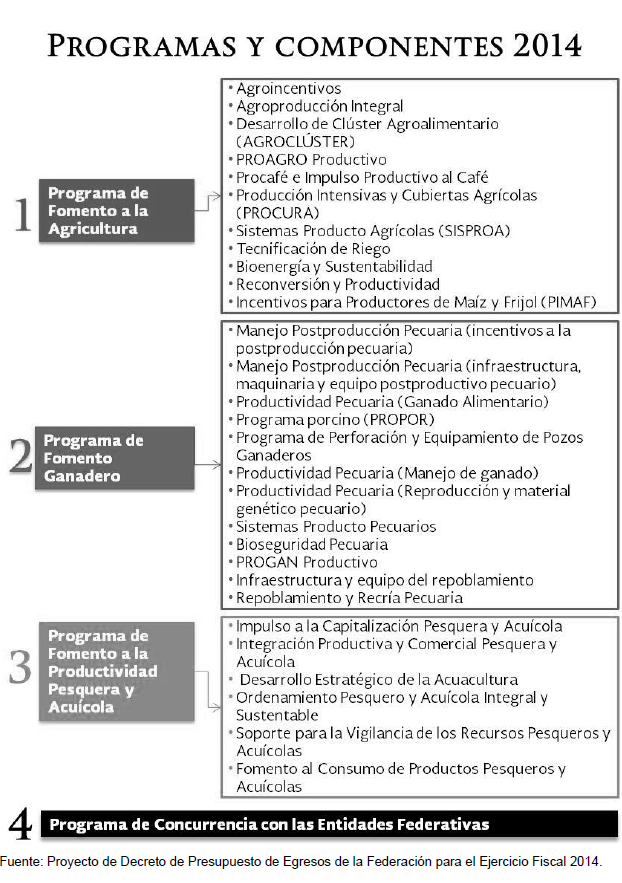 PROGRAMAS Y COMPONENTES 2014
1
Programa de
Fomento a la
Agricultura
• Agroincentivos
• Agroproducción Integral
• Desarrollo de Clúster Agroalimentario
(AGROCLÚSTER)
• PROAGRO Productivo
• Procafé e Impulso Productivo al Café
• Producción Intensivas y Cubiertas Agrícolas
(PROCURA)
• Sistemas Producto Agrícolas (SISPROA)
• Tecnificación de Riego
• Bioenergía y Sustentabilidad
• Reconversión y Productividad
• Incentivos para Productores de Maíz y Frijol (PIMAF)
2
Programa de
Fomento
Ganadero
• Manejo Postproducción Pecuaria (incentivos a la
postproducción pecuaria)
• Manejo Postproducción Pecuaria (infraestructura,
maquinaria y equipo postproductivo pecuario)
• Productividad Pecuaria (Ganado Alimentario)
• Programa porcino (PROPOR)
• Programa de Perforación y Equipamiento de Pozos
Ganaderos
• Productividad Pecuaria (Manejo de ganado)
• Productividad Pecuaria (Reproducción y material
genético pecuario)
• Sistemas Producto Pecuarios
• Bioseguridad Pecuaria
• PROGAN Productivo
• Infraestructura y equipo del repoblamiento
• Repoblamiento y Recría Pecuaria
3
Programa de
Fomento a la
Productividad
Pesquera y
Acuícola
• Impulso a la Capitalización Pesquera y Acuícola
• Integración Productiva y Comercial Pesquera y
Acuícola
• Desarrollo Estratégico de la Acuacultura
• Ordenamiento Pesquero y Acuícola Integral y
Sustentable
• Soporte para la Vigilancia de los Recursos Pesqueros y
Acuícolas
• Fomento al Consumo de Productos Pesqueros y
Acuícolas
4 Programa de Concurrencia con las Entidades Federativas
Fuente: Proyecto de Decreto de Presupuesto de Egresos de la Federación para el Ejercicio Fiscal 2014.